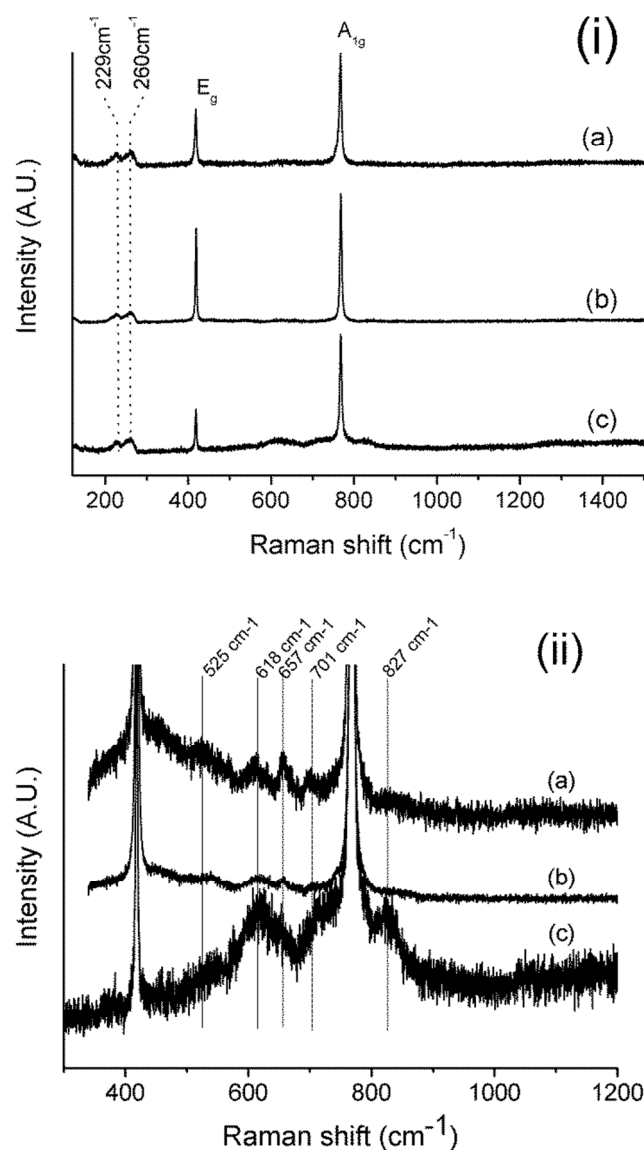 (i)
229cm⁻¹
260cm⁻¹
E_g
A_1g
(a)
(b)
(c)
Intensity (A.U.)
200 400 600 800 1000 1200 1400
Raman shift (cm⁻¹)
(ii)
525 cm-1
618 cm-1
657 cm-1
701 cm-1
827 cm-1
(a)
(b)
(c)
Intensity (A.U.)
400 600 800 1000 1200
Raman shift (cm⁻¹)